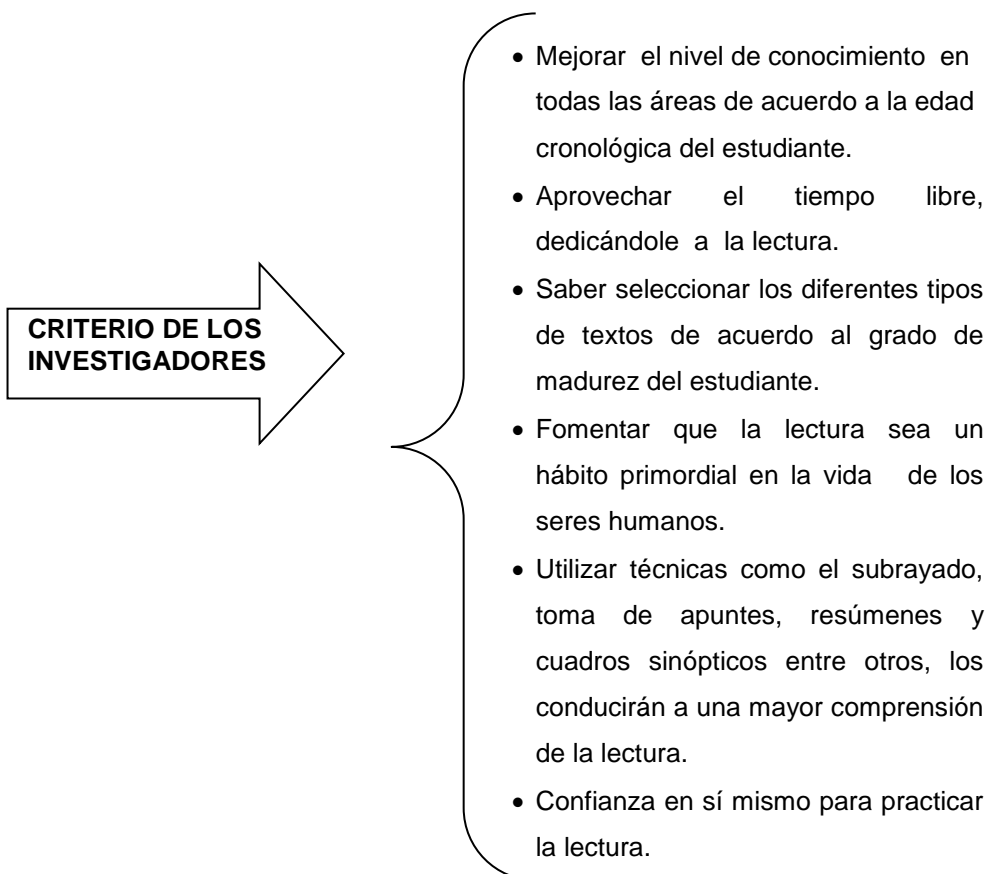 CRITERIO DE LOS
INVESTIGADORES
• Mejorar el nivel de conocimiento en
todas las áreas de acuerdo a la edad
cronológica del estudiante.
• Aprovechar el tiempo libre,
dedicándole a la lectura.
• Saber seleccionar los diferentes tipos
de textos de acuerdo al grado de
madurez del estudiante.
• Fomentar que la lectura sea un
hábito primordial en la vida de los
seres humanos.
• Utilizar técnicas como el subrayado,
toma de apuntes, resúmenes y
cuadros sinópticos entre otros, los
conducirán a una mayor comprensión
de la lectura.
• Confianza en sí mismo para practicar
la lectura.